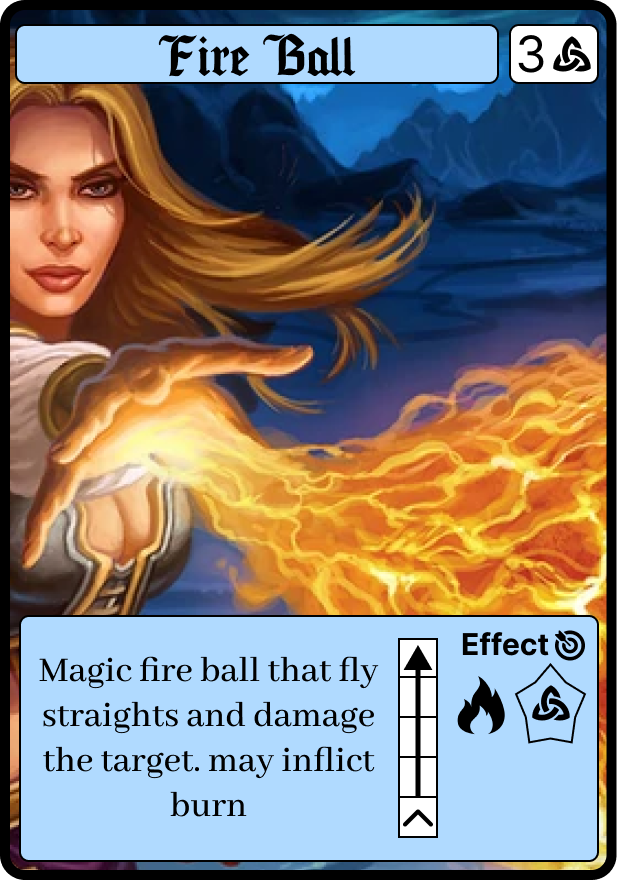 Fire Ball
3
Effect
Magic fire ball that fly
straights and damage
the target. may inflict
burn